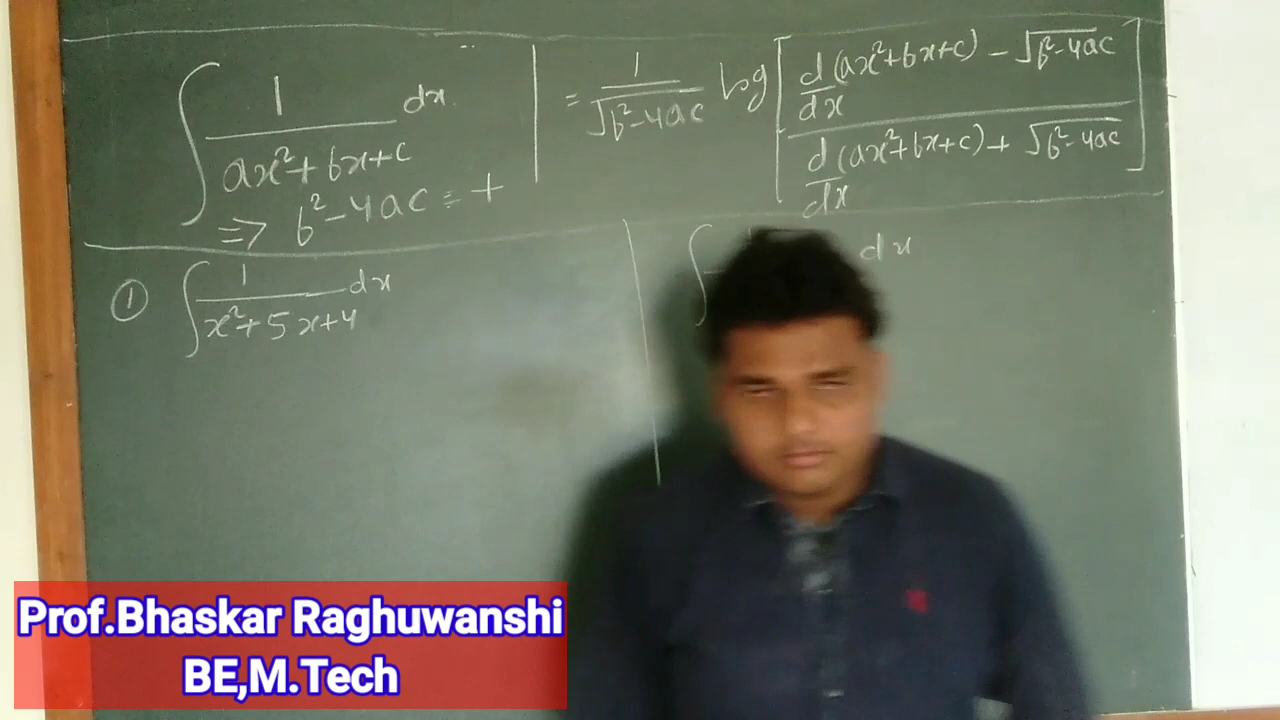 ∫ 1/(ax²+bx+c) dx = 1/√(b²-4ac) log [ (d/dx (ax²+bx+c) - √(b²-4ac)) / (d/dx (ax²+bx+c) + √(b²-4ac)) ]
⇒ b²-4ac = +
① ∫ 1/(x²+5x+4) dx
∫ dx
Prof.Bhaskar Raghuwanshi
BE,M.Tech